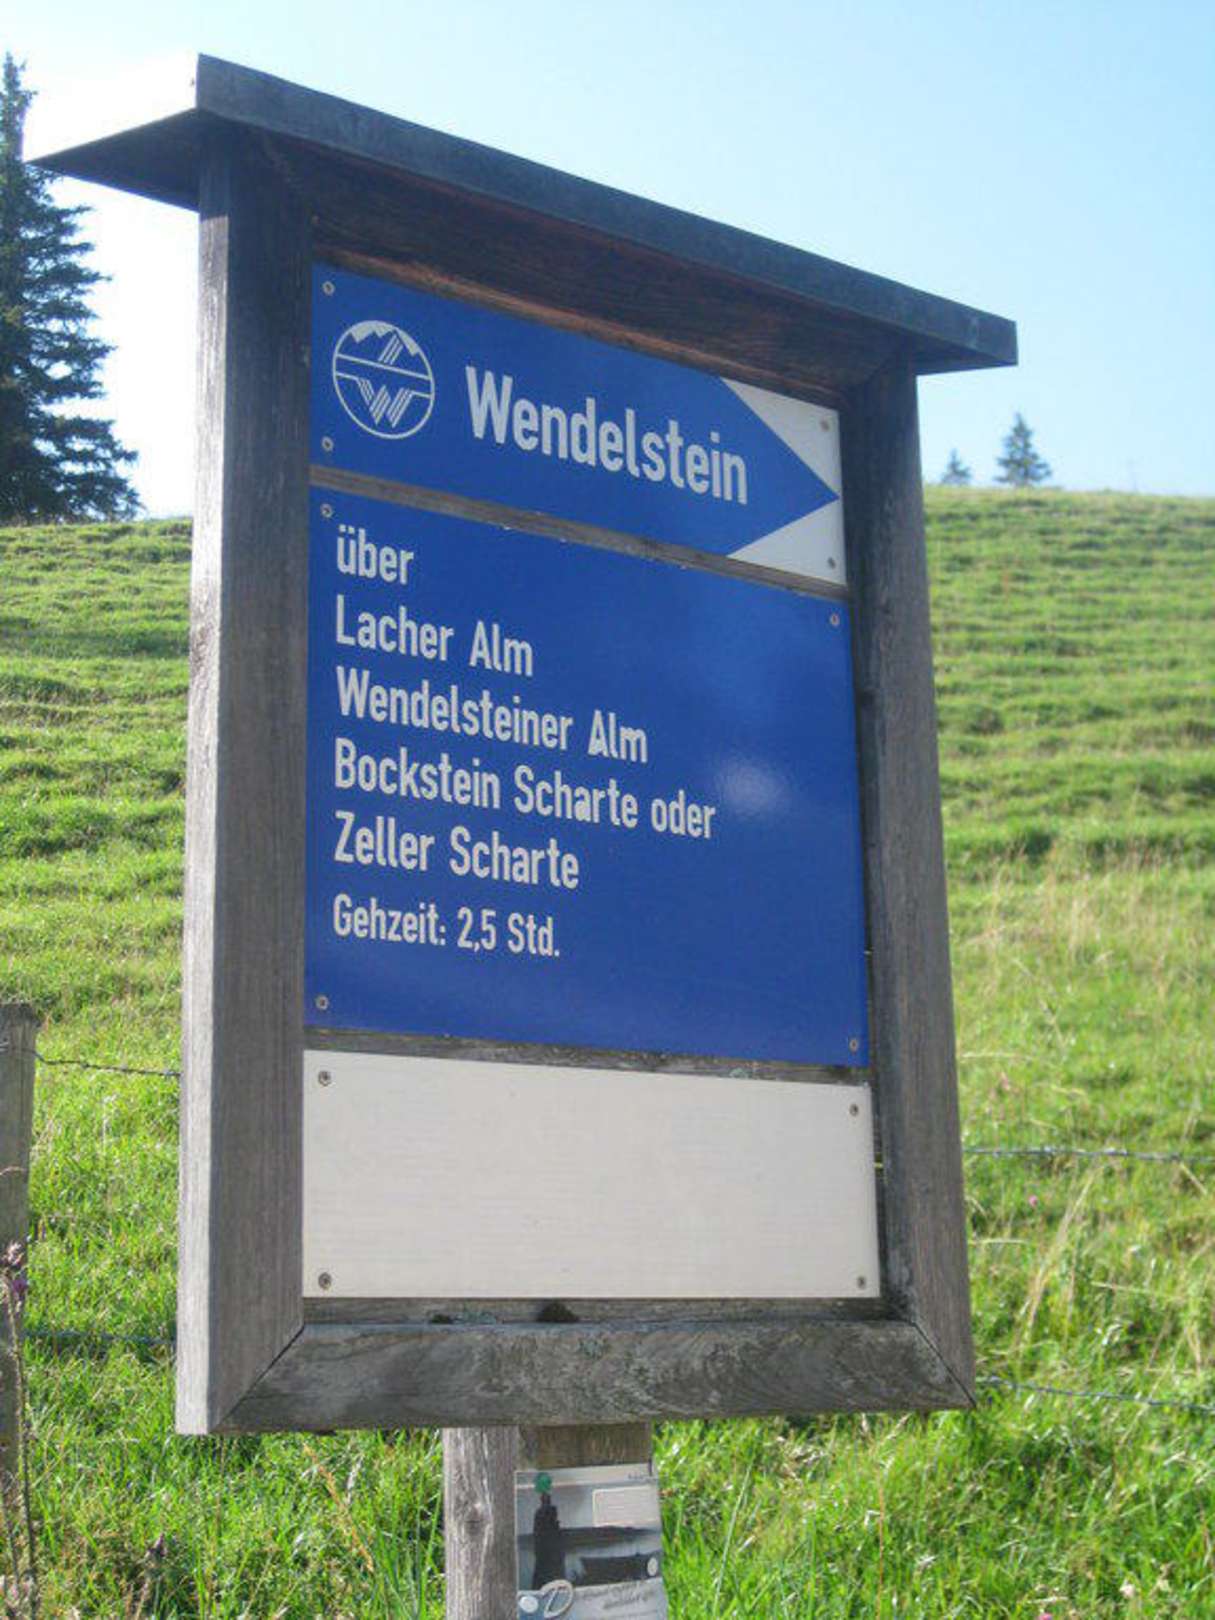 W
Wendelstein
über
Lacher Alm
Wendelsteiner Alm
Bockstein Scharte oder
Zeller Scharte
Gehzeit: 2,5 Std.